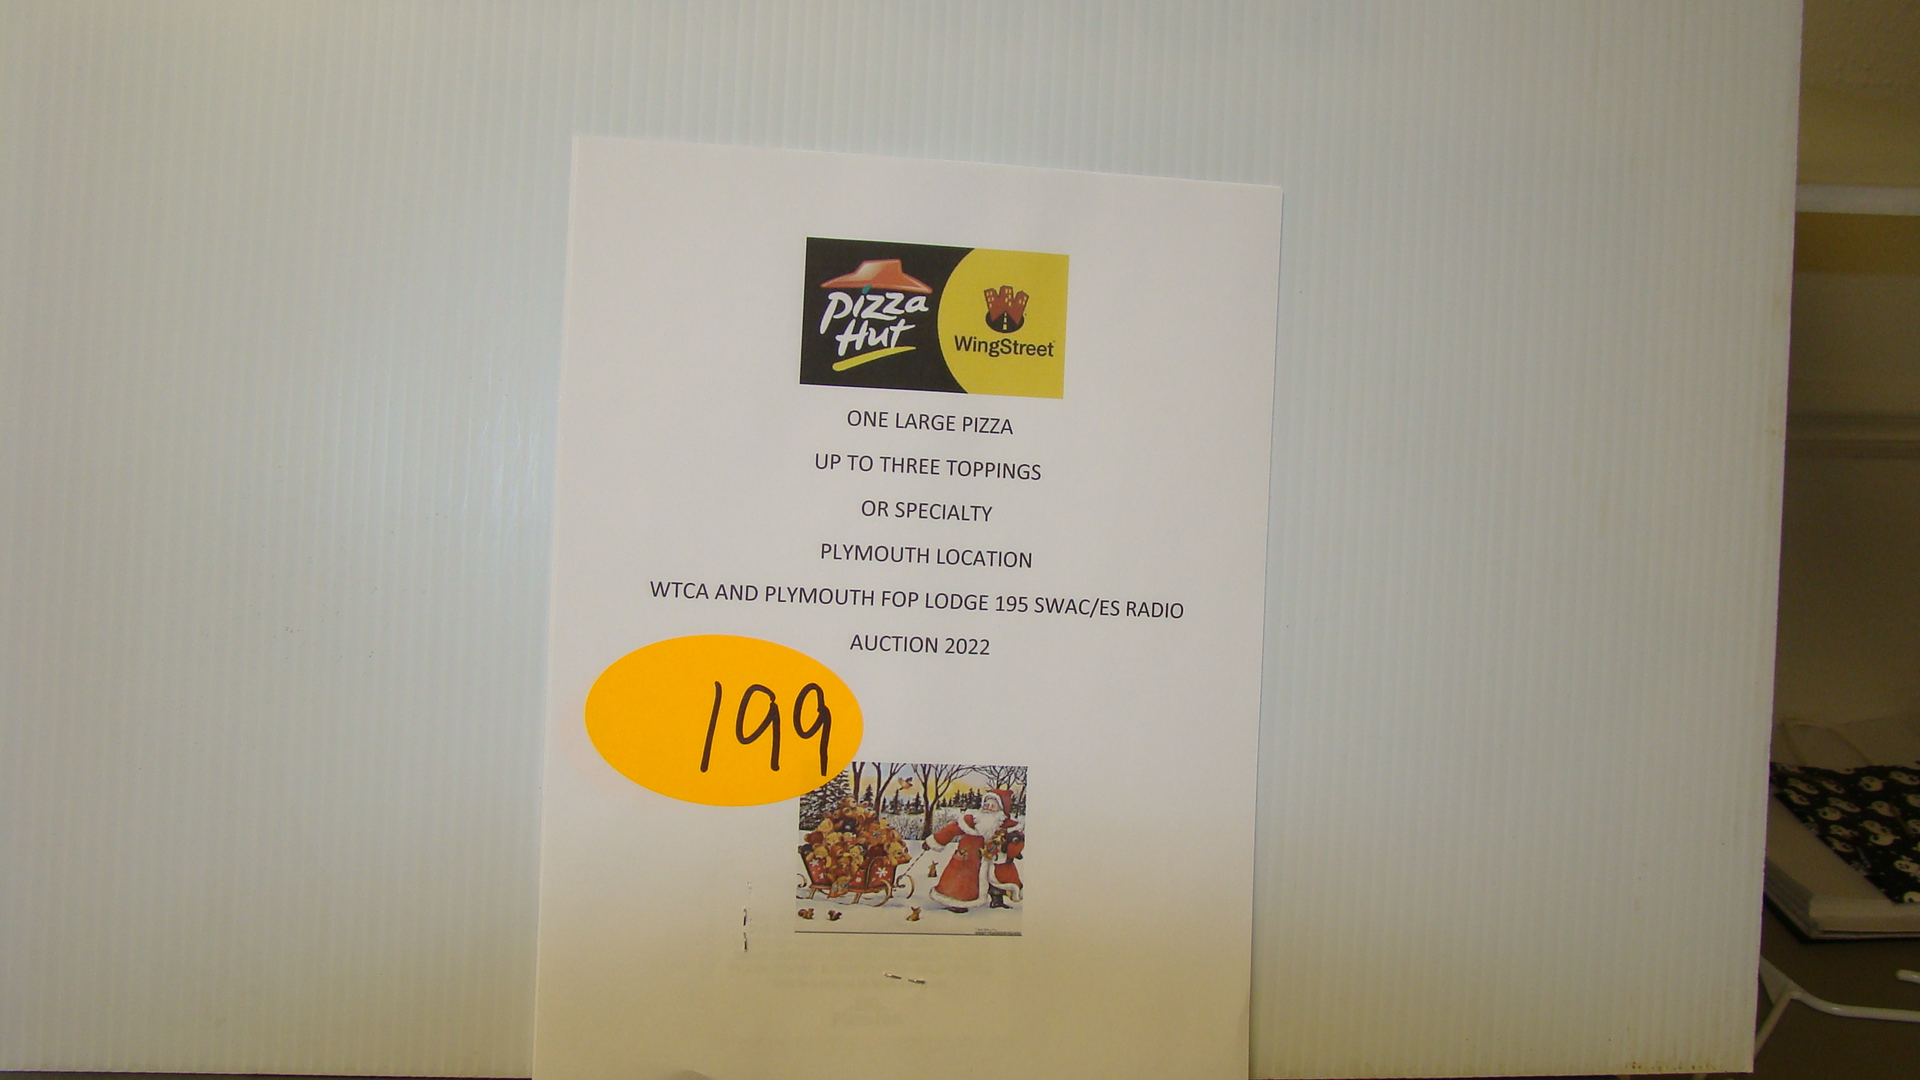 Pizza
Hut
WingStreet
ONE LARGE PIZZA
UP TO THREE TOPPINGS
OR SPECIALTY
PLYMOUTH LOCATION
WTCA AND PLYMOUTH FOP LODGE 195 SWAC/ES RADIO
AUCTION 2022
199